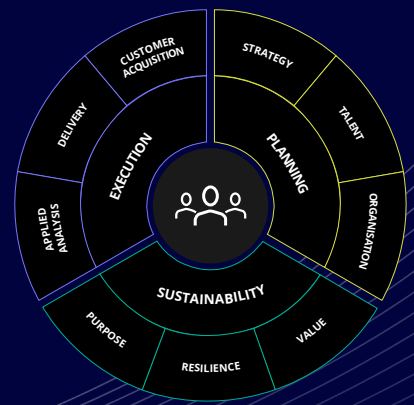 CUSTOMER
ACQUISITION
STRATEGY
DELIVERY
TALENT
EXECUTION
PLANNING
APPLIED
ANALYSIS
ORGANISATION
SUSTAINABILITY
PURPOSE
VALUE
RESILIENCE